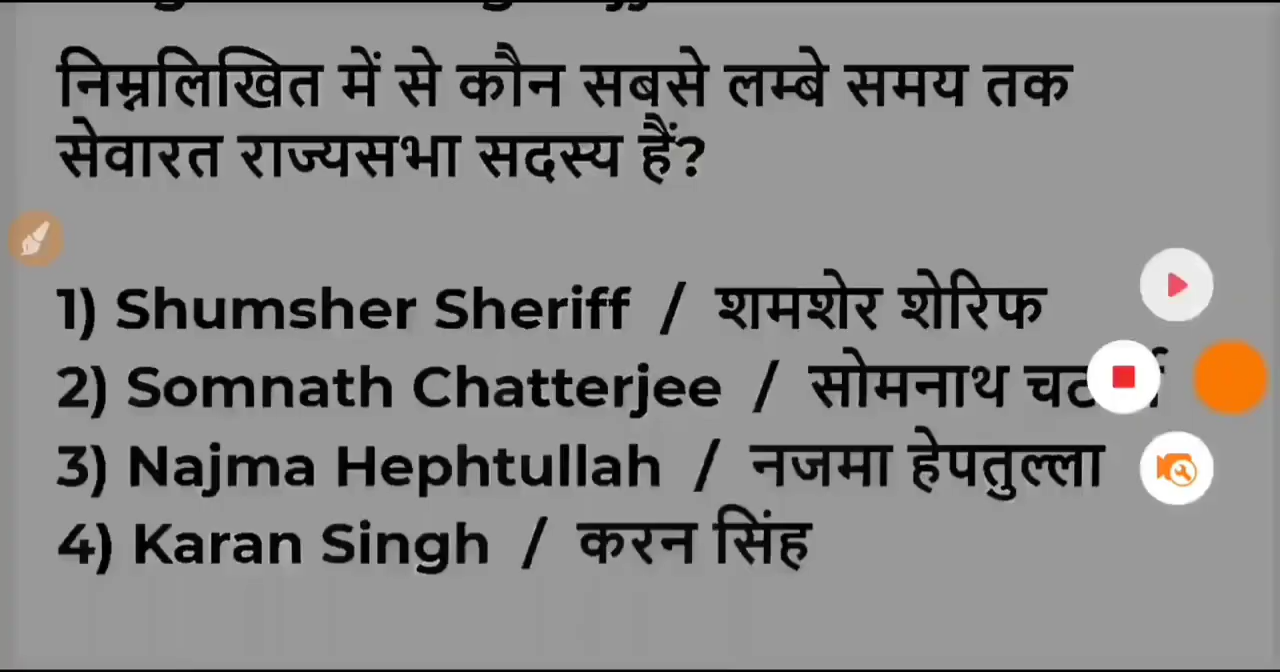 निम्नलिखित में से कौन सबसे लम्बे समय तक
सेवारत राज्यसभा सदस्य हैं?
1) Shumsher Sheriff / शमशेर शेरिफ
2) Somnath Chatterjee / सोमनाथ
3) Najma Hephtullah / नजमा हेपतुल्ला
4) Karan Singh / करन सिंह